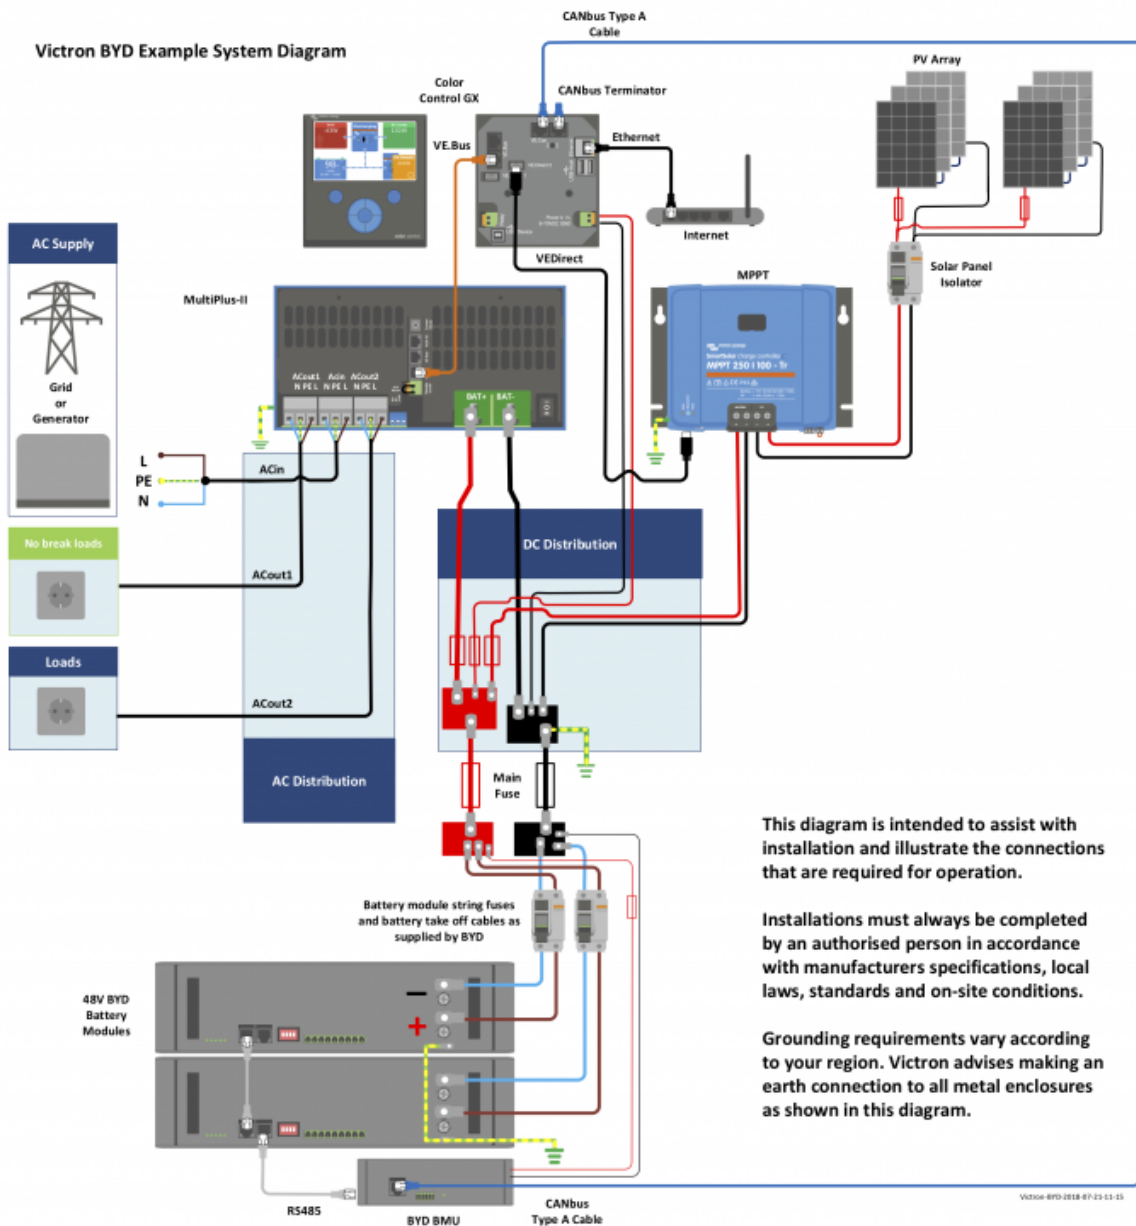 CANbus Type A
Cable
Victron BYD Example System Diagram
PV Array
Color
Control GX
CANbus Terminator
VE.Bus
Ethernet
Internet
VEDirect
AC Supply
Solar Panel
Isolator
MPPT
MultiPlus-II
MPPT 250 | 100 - Tr
ACout1 ACin ACout2
N PE L N PE L N PE L
BAT+ BAT-
Grid
or
Generator
L
PE
N
ACin
DC Distribution
No break loads
ACout1
Loads
ACout2
AC Distribution
Main
Fuse
This diagram is intended to assist with
installation and illustrate the connections
that are required for operation.
Battery module string fuses
and battery take off cables as
supplied by BYD
Installations must always be completed
by an authorised person in accordance
with manufacturers specifications, local
laws, standards and on-site conditions.
48V BYD
Battery
Modules
−
+
Grounding requirements vary according
to your region. Victron advises making an
earth connection to all metal enclosures
as shown in this diagram.
RS485
BYD BMU
CANbus
Type A Cable
Victron-BYD-2018-07-21-11-15